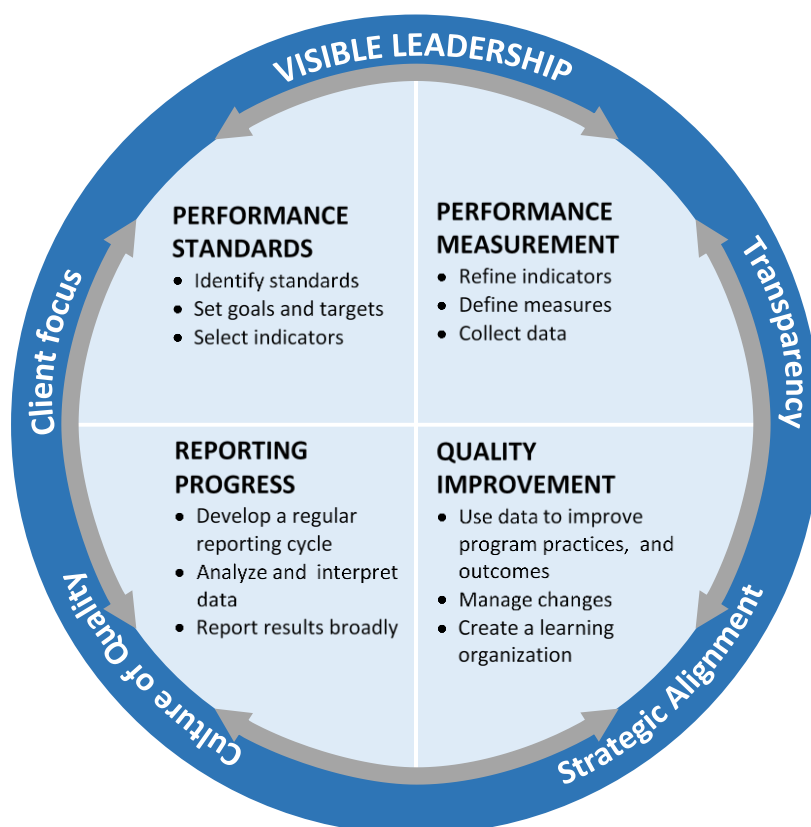 VISIBLE LEADERSHIP
PERFORMANCE
STANDARDS
• Identify standards
• Set goals and targets
• Select indicators
PERFORMANCE
MEASUREMENT
• Refine indicators
• Define measures
• Collect data
Client focus
Transparency
REPORTING
PROGRESS
• Develop a regular
reporting cycle
• Analyze and interpret
data
• Report results broadly
QUALITY
IMPROVEMENT
• Use data to improve
program practices, and
outcomes
• Manage changes
• Create a learning
organization
Culture of Quality
Strategic Alignment